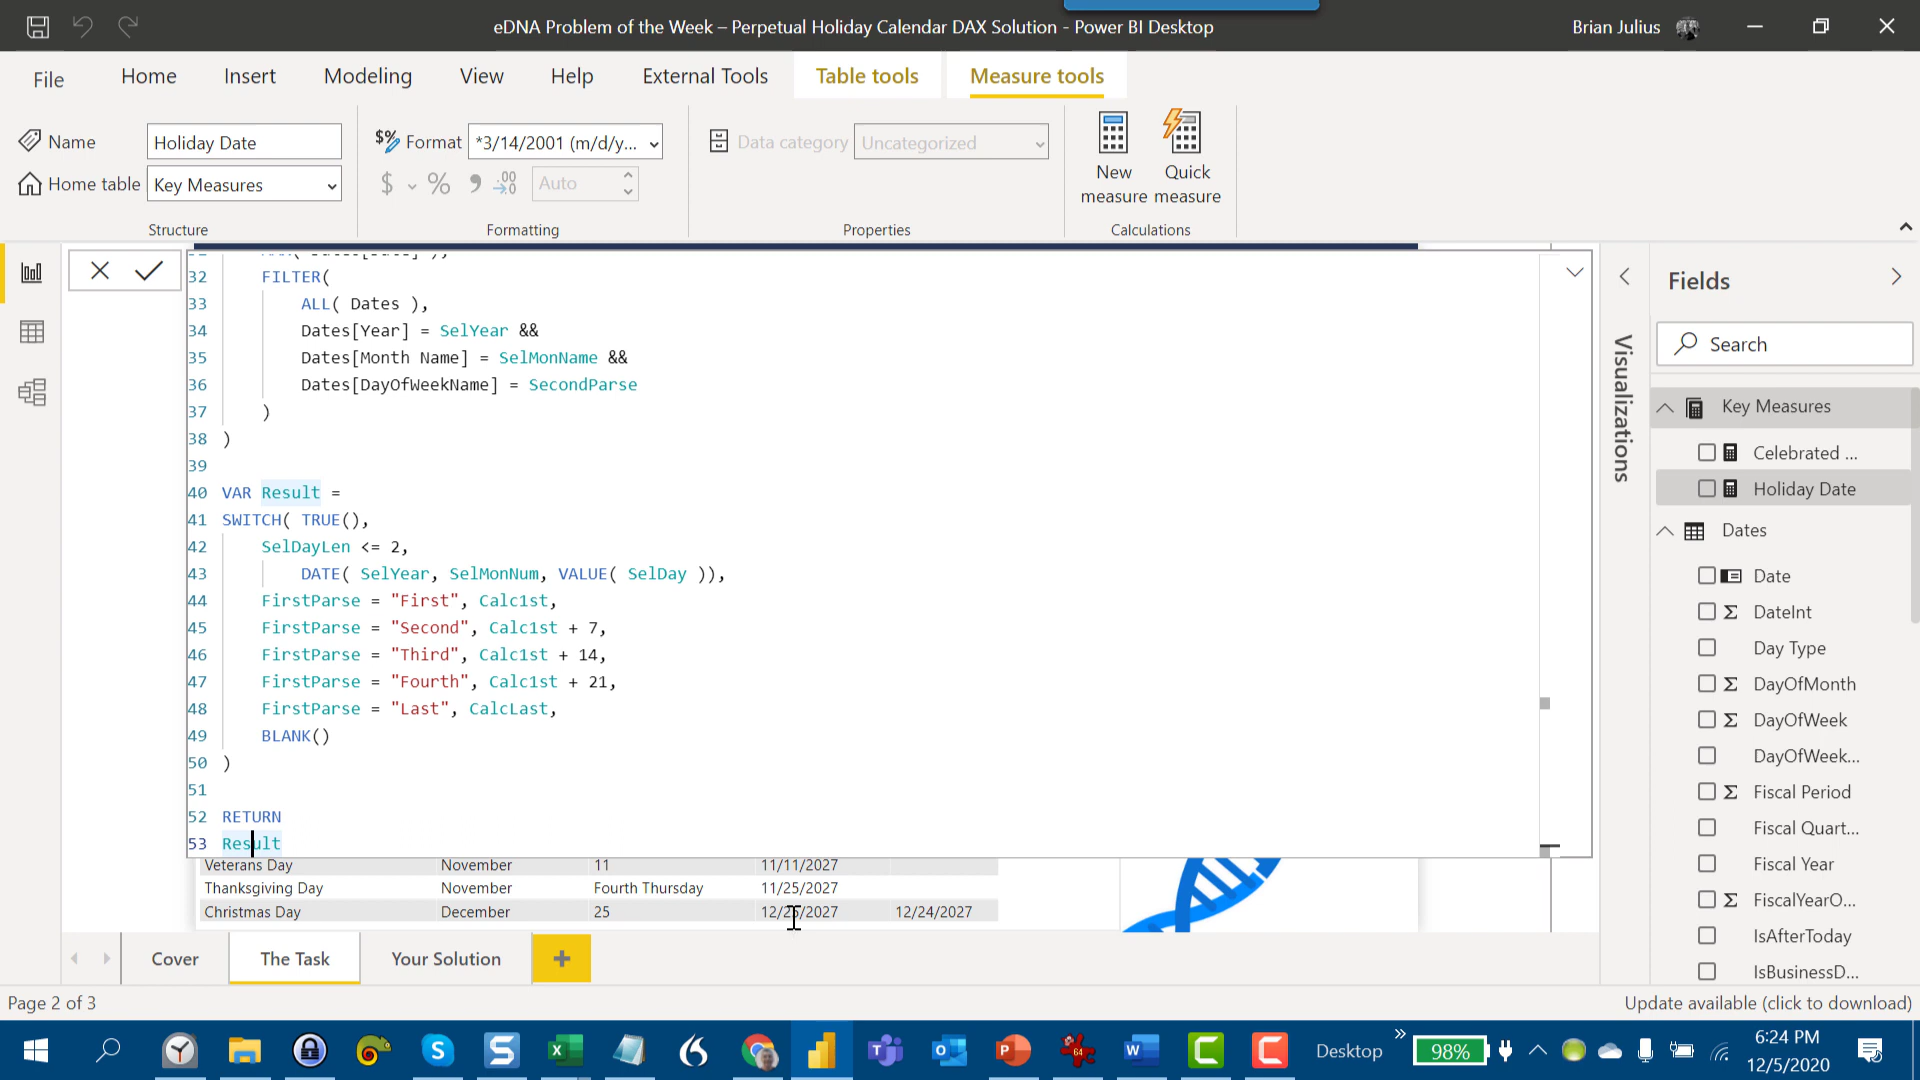 eDNA Problem of the Week – Perpetual Holiday Calendar DAX Solution - Power BI Desktop
Brian Julius
File
Home
Insert
Modeling
View
Help
External Tools
Table tools
Measure tools
Name
Holiday Date
Home table
Key Measures
Structure
Format
*3/14/2001 (m/d/y...
$ % 9 .00 →0
Auto
Formatting
Data category
Uncategorized
Properties
New measure
Quick measure
Calculations
32 FILTER(
33 ALL( Dates ),
34 Dates[Year] = SelYear &&
35 Dates[Month Name] = SelMonName &&
36 Dates[DayOfWeekName] = SecondParse
37 )
38 )
39
40 VAR Result =
41 SWITCH( TRUE(),
42 SelDayLen <= 2,
43 DATE( SelYear, SelMonNum, VALUE( SelDay )),
44 FirstParse = "First", Calc1st,
45 FirstParse = "Second", Calc1st + 7,
46 FirstParse = "Third", Calc1st + 14,
47 FirstParse = "Fourth", Calc1st + 21,
48 FirstParse = "Last", CalcLast,
49 BLANK()
50 )
51
52 RETURN
53 Result
Veterans Day November 11 11/11/2027
Thanksgiving Day November Fourth Thursday 11/25/2027
Christmas Day December 25 12/25/2027 12/24/2027
Visualizations
Fields
Search
Key Measures
Celebrated ...
Holiday Date
Dates
Date
DateInt
Day Type
DayOfMonth
DayOfWeek
DayOfWeek...
Fiscal Period
Fiscal Quart...
Fiscal Year
FiscalYearO...
IsAfterToday
IsBusinessD...
Cover
The Task
Your Solution
Page 2 of 3
Update available (click to download)
Desktop
98%
6:24 PM
12/5/2020